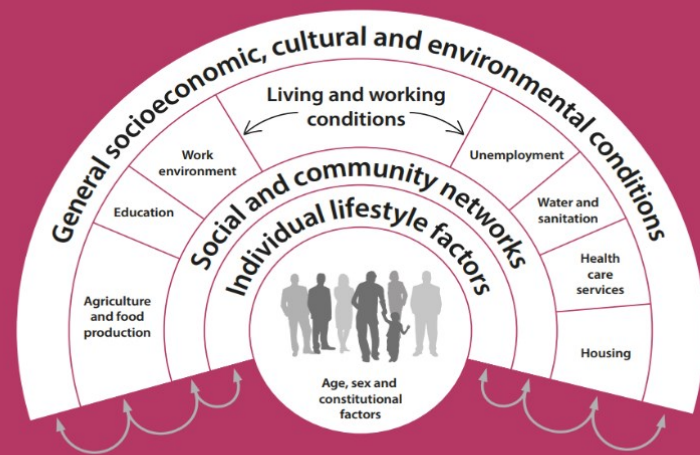 General socioeconomic, cultural and environmental conditions
Living and working
conditions
Work
environment
Unemployment
Education
Water and
sanitation
Agriculture
and food
production
Health
care
services
Housing
Social and community networks
Individual lifestyle factors
Age, sex and
constitutional
factors